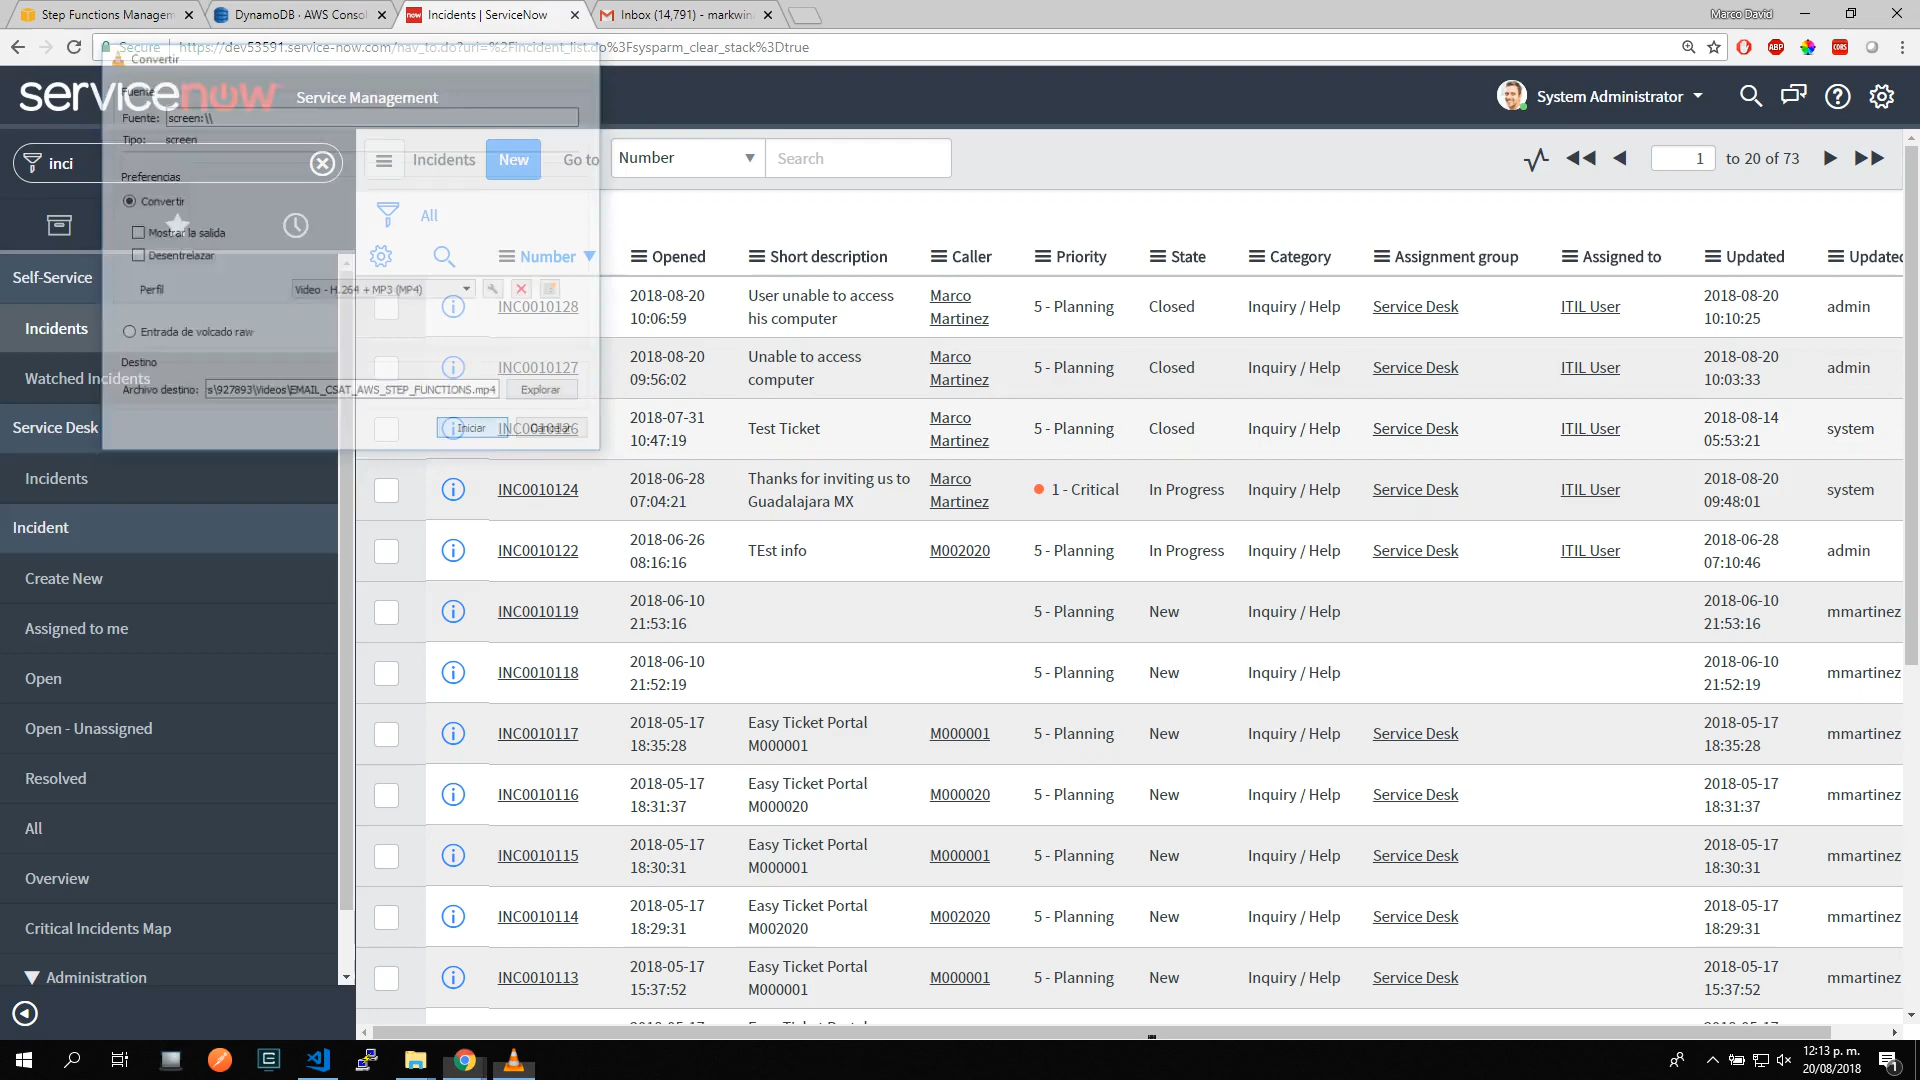 Step Functions Managem
DynamoDB · AWS Conso
Incidents | ServiceNow
Inbox (14,791) - markwin
Marco David
Secure
https://dev53591.service-now.com/nav_to.do?uri=%2Fincident_list.do%3Fsysparm_clear_stack%3Dtrue
ABP
CORS
Convertir
servicenow
Service Management
System Administrator
Fuente
Fuente: screen:\\
Tipo: screen
inci
Incidents
New
Go to
Number
Search
1 to 20 of 73
Preferencias
Convertir
Mostrar la salida
Desentrelazar
Perfil
Video - H.264 + MP3 (MP4)
Entrada de volcado raw
Destino
Archivo destino: s\927893\Videos\EMAIL_CSAT_AWS_STEP_FUNCTIONS.mp4
Explorar
Iniciar
Cancelar
Self-Service
Incidents
Watched Incidents
Service Desk
Incidents
Incident
Create New
Assigned to me
Open
Open - Unassigned
Resolved
All
Overview
Critical Incidents Map
Administration
All
Number Opened Short description Caller Priority State Category Assignment group Assigned to Updated Updated
INC0010128 2018-08-20 10:06:59 User unable to access his computer Marco Martinez 5 - Planning Closed Inquiry / Help Service Desk ITIL User 2018-08-20 10:10:25 admin
INC0010127 2018-08-20 09:56:02 Unable to access computer Marco Martinez 5 - Planning Closed Inquiry / Help Service Desk ITIL User 2018-08-20 10:03:33 admin
INC0010126 2018-07-31 10:47:19 Test Ticket Marco Martinez 5 - Planning Closed Inquiry / Help Service Desk ITIL User 2018-08-14 05:53:21 system
INC0010124 2018-06-28 07:04:21 Thanks for inviting us to Guadalajara MX Marco Martinez 1 - Critical In Progress Inquiry / Help Service Desk ITIL User 2018-08-20 09:48:01 system
INC0010122 2018-06-26 08:16:16 TEst info M002020 5 - Planning In Progress Inquiry / Help Service Desk ITIL User 2018-06-28 07:10:46 admin
INC0010119 2018-06-10 21:53:16 5 - Planning New Inquiry / Help 2018-06-10 21:53:16 mmartinez
INC0010118 2018-06-10 21:52:19 5 - Planning New Inquiry / Help 2018-06-10 21:52:19 mmartinez
INC0010117 2018-05-17 18:35:28 Easy Ticket Portal M000001 M000001 5 - Planning New Inquiry / Help Service Desk 2018-05-17 18:35:28 mmartinez
INC0010116 2018-05-17 18:31:37 Easy Ticket Portal M000020 M000020 5 - Planning New Inquiry / Help Service Desk 2018-05-17 18:31:37 mmartinez
INC0010115 2018-05-17 18:30:31 Easy Ticket Portal M000001 M000001 5 - Planning New Inquiry / Help Service Desk 2018-05-17 18:30:31 mmartinez
INC0010114 2018-05-17 18:29:31 Easy Ticket Portal M002020 M002020 5 - Planning New Inquiry / Help Service Desk 2018-05-17 18:29:31 mmartinez
INC0010113 2018-05-17 15:37:52 Easy Ticket Portal M000001 M000001 5 - Planning New Inquiry / Help Service Desk 2018-05-17 15:37:52 mmartinez
12:13 p. m.
20/08/2018
1